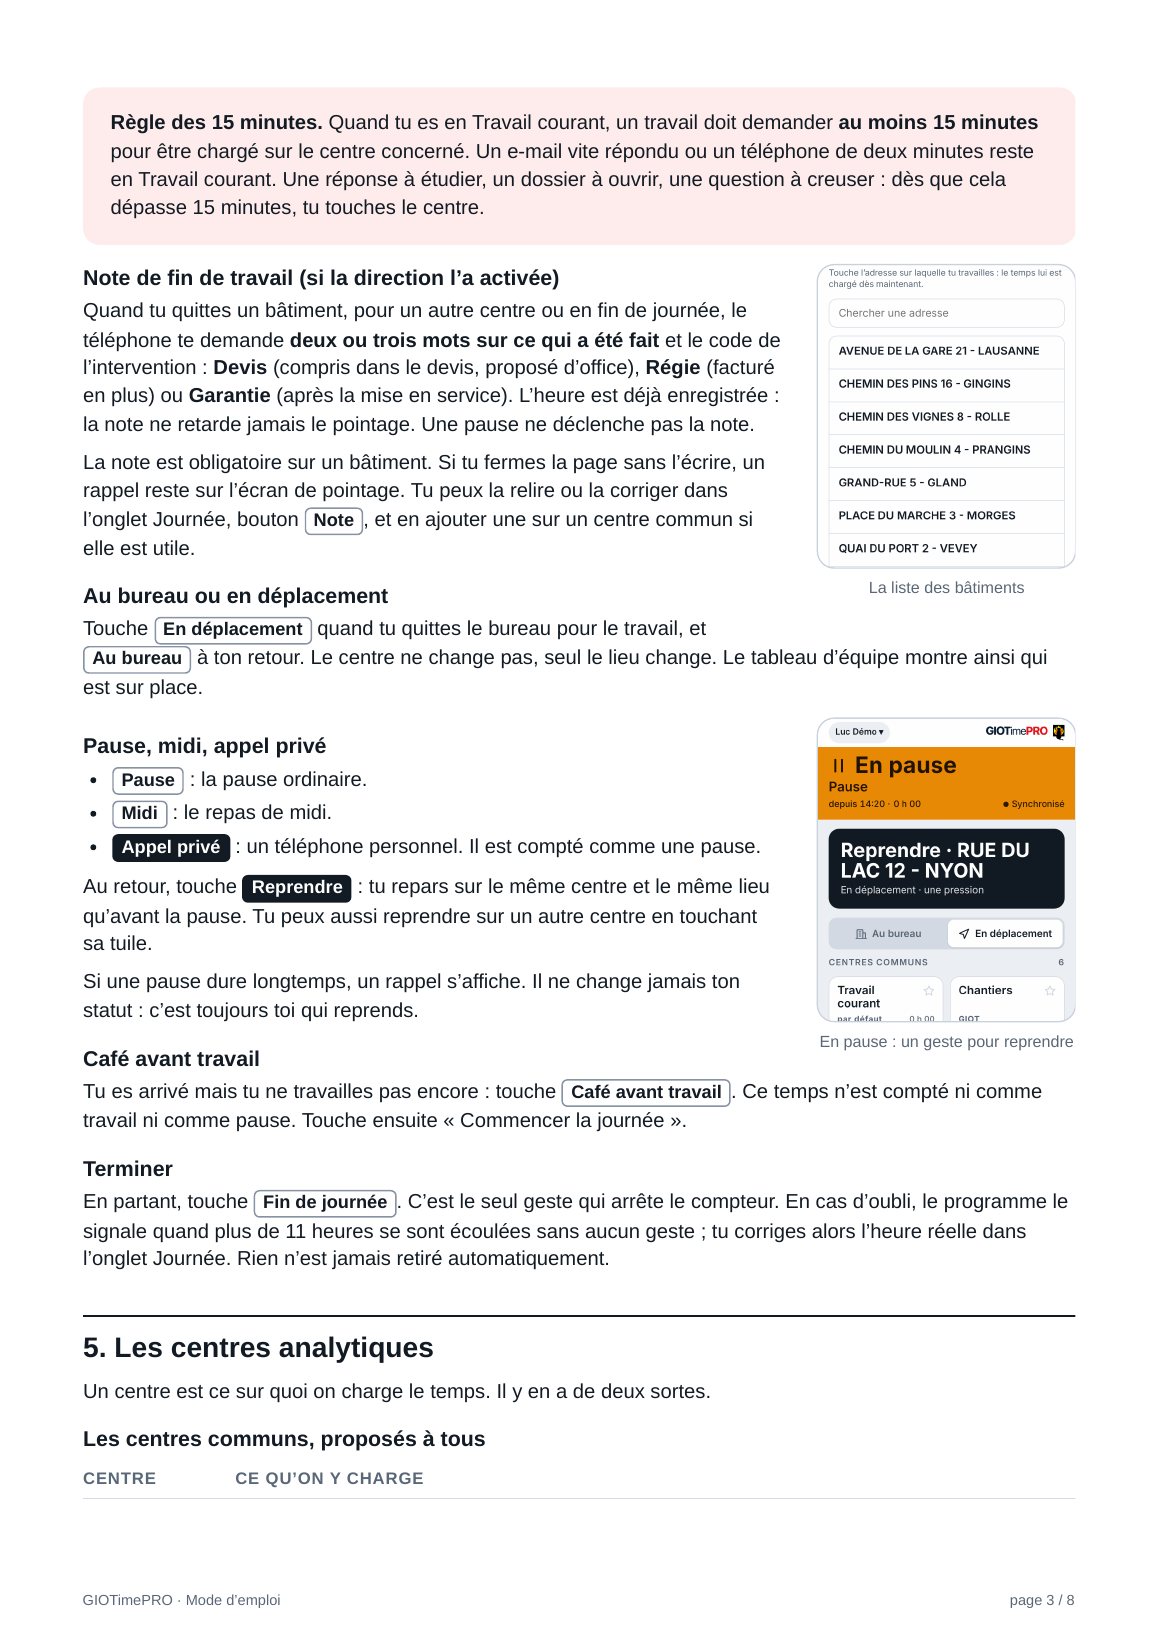 Règle des 15 minutes. Quand tu es en Travail courant, un travail doit demander au moins 15 minutes
pour être chargé sur le centre concerné. Un e-mail vite répondu ou un téléphone de deux minutes reste
en Travail courant. Une réponse à étudier, un dossier à ouvrir, une question à creuser : dès que cela
dépasse 15 minutes, tu touches le centre.
Note de fin de travail (si la direction l’a activée)
Quand tu quittes un bâtiment, pour un autre centre ou en fin de journée, le
téléphone te demande deux ou trois mots sur ce qui a été fait et le code de
l’intervention : Devis (compris dans le devis, proposé d’office), Régie (facturé
en plus) ou Garantie (après la mise en service). L’heure est déjà enregistrée :
la note ne retarde jamais le pointage. Une pause ne déclenche pas la note.
La note est obligatoire sur un bâtiment. Si tu fermes la page sans l’écrire, un
rappel reste sur l’écran de pointage. Tu peux la relire ou la corriger dans
l’onglet Journée, bouton Note, et en ajouter une sur un centre commun si
elle est utile.
Touche l’adresse sur laquelle tu travailles : le temps lui est
chargé dès maintenant.
Chercher une adresse
AVENUE DE LA GARE 21 - LAUSANNE
CHEMIN DES PINS 16 - GINGINS
CHEMIN DES VIGNES 8 - ROLLE
CHEMIN DU MOULIN 4 - PRANGINS
GRAND-RUE 5 - GLAND
PLACE DU MARCHE 3 - MORGES
QUAI DU PORT 2 - VEVEY
La liste des bâtiments
Au bureau ou en déplacement
Touche En déplacement quand tu quittes le bureau pour le travail, et
Au bureau à ton retour. Le centre ne change pas, seul le lieu change. Le tableau d’équipe montre ainsi qui
est sur place.
Pause, midi, appel privé
• Pause : la pause ordinaire.
• Midi : le repas de midi.
• Appel privé : un téléphone personnel. Il est compté comme une pause.
Au retour, touche Reprendre : tu repars sur le même centre et le même lieu
qu’avant la pause. Tu peux aussi reprendre sur un autre centre en touchant
sa tuile.
Si une pause dure longtemps, un rappel s’affiche. Il ne change jamais ton
statut : c’est toujours toi qui reprends.
Luc Démo ▾
GIOTimePRO
En pause
Pause
depuis 14:20 · 0 h 00
● Synchronisé
Reprendre · RUE DU
LAC 12 - NYON
En déplacement · une pression
Au bureau
En déplacement
CENTRES COMMUNS 6
Travail
courant
par défaut 0 h 00
Chantiers
GIOT
En pause : un geste pour reprendre
Café avant travail
Tu es arrivé mais tu ne travailles pas encore : touche Café avant travail. Ce temps n’est compté ni comme
travail ni comme pause. Touche ensuite « Commencer la journée ».
Terminer
En partant, touche Fin de journée. C’est le seul geste qui arrête le compteur. En cas d’oubli, le programme le
signale quand plus de 11 heures se sont écoulées sans aucun geste ; tu corriges alors l’heure réelle dans
l’onglet Journée. Rien n’est jamais retiré automatiquement.
5. Les centres analytiques
Un centre est ce sur quoi on charge le temps. Il y en a de deux sortes.
Les centres communs, proposés à tous
CENTRE CE QU’ON Y CHARGE
GIOTimePRO · Mode d’emploi
page 3 / 8